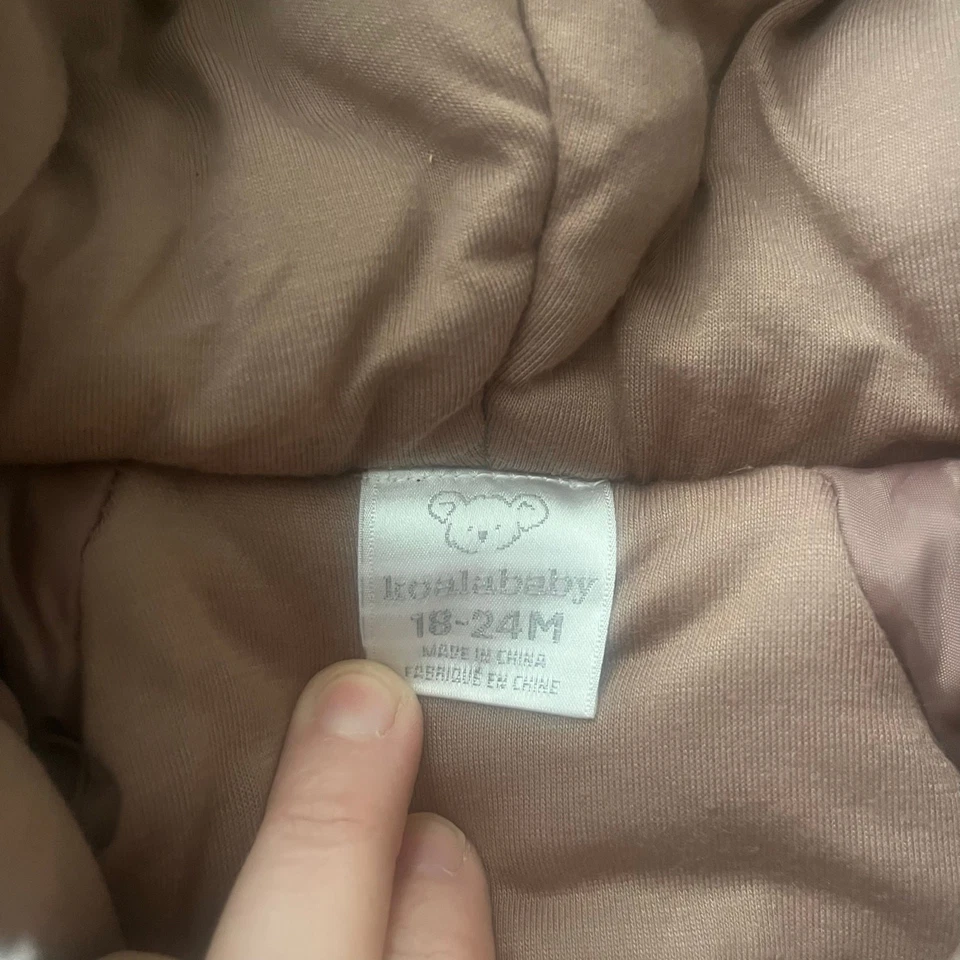 koalababy
18-24M
MADE IN CHINA
FABRIQUÉ EN CHINE